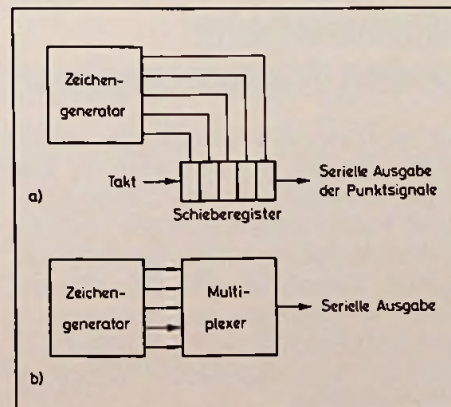 Zeichen-
generator
Takt
Serielle Ausgabe
der Punktsignale
a)
Schieberegister
Zeichen-
generator
Multi-
plexer
Serielle Ausgabe
b)